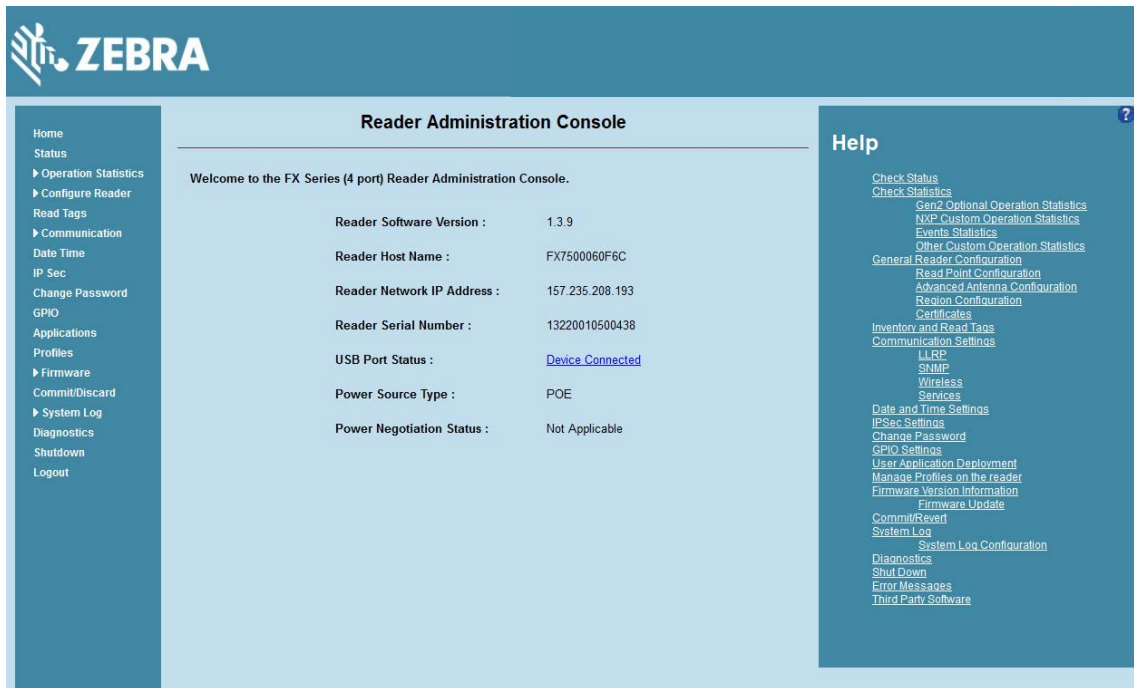 ZEBRA
Home
Status
Operation Statistics
Configure Reader
Read Tags
Communication
Date Time
IP Sec
Change Password
GPIO
Applications
Profiles
Firmware
Commit/Discard
System Log
Diagnostics
Shutdown
Logout
Reader Administration Console
Welcome to the FX Series (4 port) Reader Administration Console.
Reader Software Version : 1.3.9
Reader Host Name : FX7500060F6C
Reader Network IP Address : 157.235.208.193
Reader Serial Number : 13220010500438
USB Port Status : Device Connected
Power Source Type : POE
Power Negotiation Status : Not Applicable
?
Help
Check Status
Check Statistics
Gen2 Optional Operation Statistics
NXP Custom Operation Statistics
Events Statistics
Other Custom Operation Statistics
General Reader Configuration
Read Point Configuration
Advanced Antenna Configuration
Region Configuration
Certificates
Inventory and Read Tags
Communication Settings
LLRP
SNMP
Wireless
Services
Date and Time Settings
IPSec Settings
Change Password
GPIO Settings
User Application Deployment
Manage Profiles on the reader
Firmware Version Information
Firmware Update
Commit/Revert
System Log
System Log Configuration
Diagnostics
Shut Down
Error Messages
Third Party Software